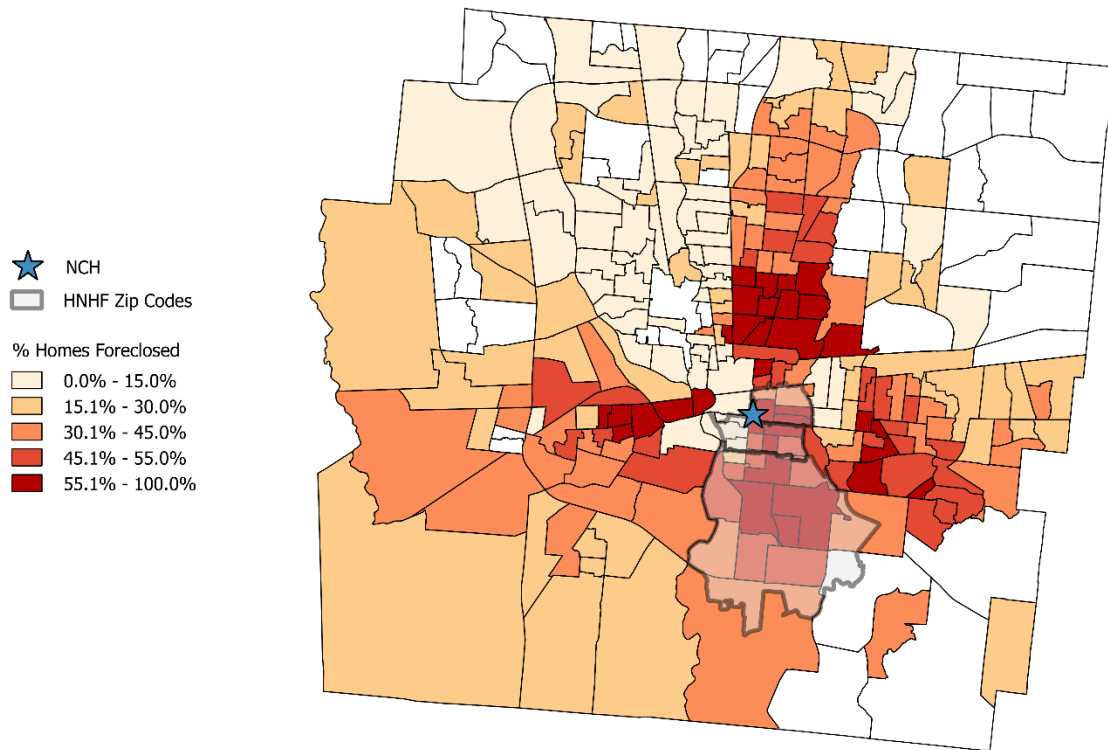 NCH
HNHF Zip Codes
% Homes Foreclosed
0.0% - 15.0%
15.1% - 30.0%
30.1% - 45.0%
45.1% - 55.0%
55.1% - 100.0%